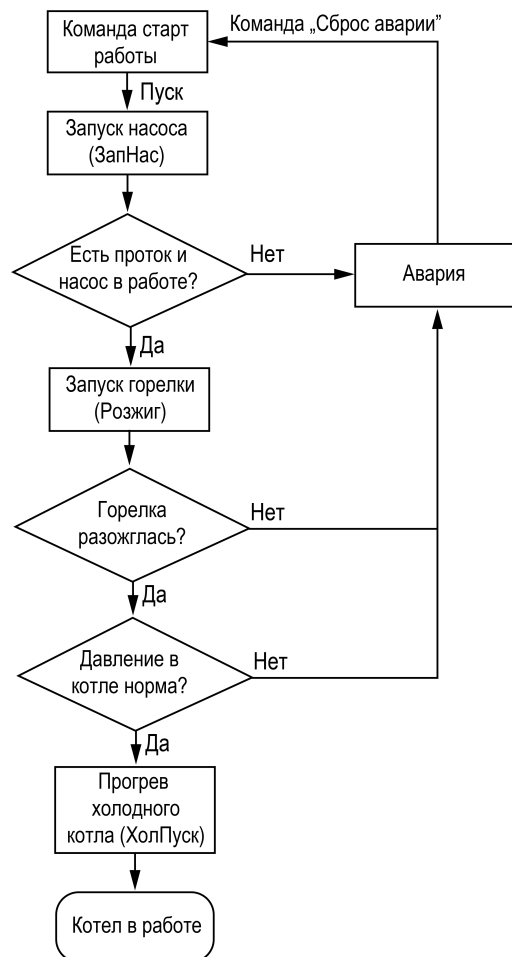 Команда старт
работы
Команда „Сброс аварии”
Пуск
Запуск насоса
(ЗапНас)
Есть проток и
насос в работе?
Нет
Авария
Да
Запуск горелки
(Розжиг)
Горелка
разожглась?
Нет
Да
Давление в
котле норма?
Нет
Да
Прогрев
холодного
котла (ХолПуск)
Котел в работе